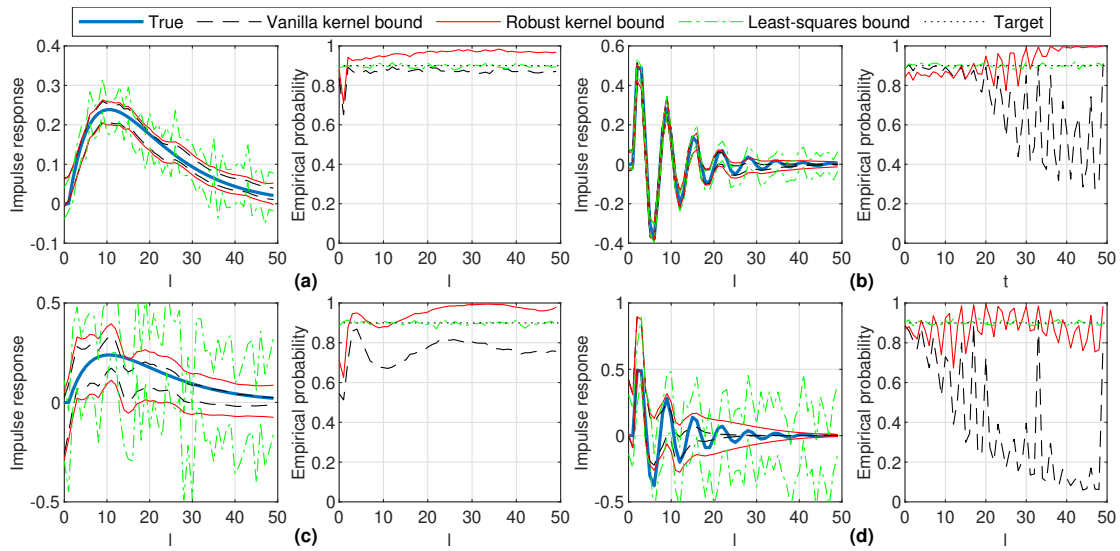 True
Vanilla kernel bound
Robust kernel bound
Least-squares bound
Target
Impulse response
0.4
0.3
0.2
0.1
0
-0.1
0 10 20 30 40 50
l
Empirical probability
1
0.8
0.6
0.4
0.2
0
0 10 20 30 40 50
l
(a)
Impulse response
0.6
0.4
0.2
0
-0.2
-0.4
0 10 20 30 40 50
l
Empirical probability
1
0.8
0.6
0.4
0.2
0
0 10 20 30 40 50
t
(b)
Impulse response
0.5
0
-0.5
0 10 20 30 40 50
l
Empirical probability
1
0.8
0.6
0.4
0.2
0
0 10 20 30 40 50
l
(c)
Impulse response
1
0.5
0
-0.5
0 10 20 30 40 50
l
Empirical probability
1
0.8
0.6
0.4
0.2
0
0 10 20 30 40 50
l
(d)